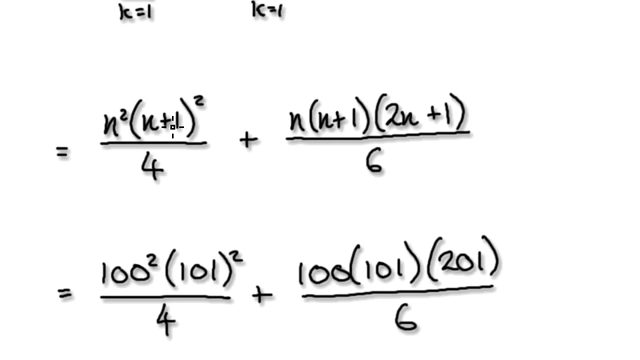 k=1 k=1
= n²(n+1)²/4 + n(n+1)(2n+1)/6
= 100²(101)²/4 + 100(101)(201)/6